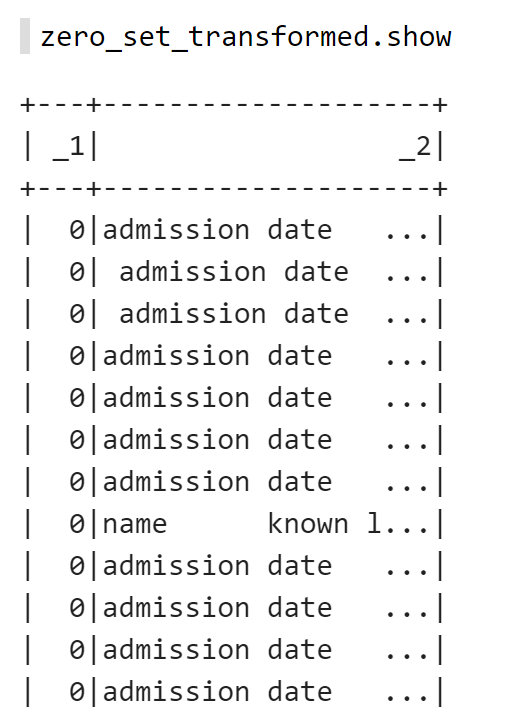 zero_set_transformed.show
+---+--------------------+
| _1|                  _2|
+---+--------------------+
|  0|admission date   ...|
|  0| admission date  ...|
|  0| admission date  ...|
|  0|admission date   ...|
|  0|admission date   ...|
|  0|admission date   ...|
|  0|admission date   ...|
|  0|name      known l...|
|  0|admission date   ...|
|  0|admission date   ...|
|  0|admission date   ...|
|  0|admission date   ...|